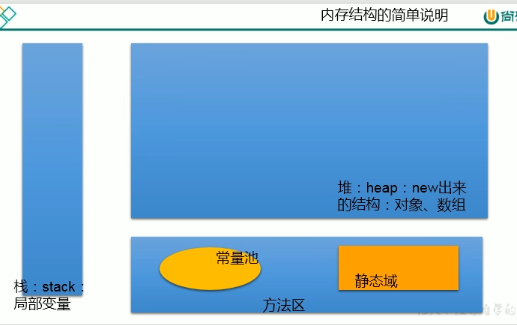 内存结构的简单说明
堆：heap：new出来
的结构：对象、数组
常量池
静态域
栈：stack：
局部变量
方法区